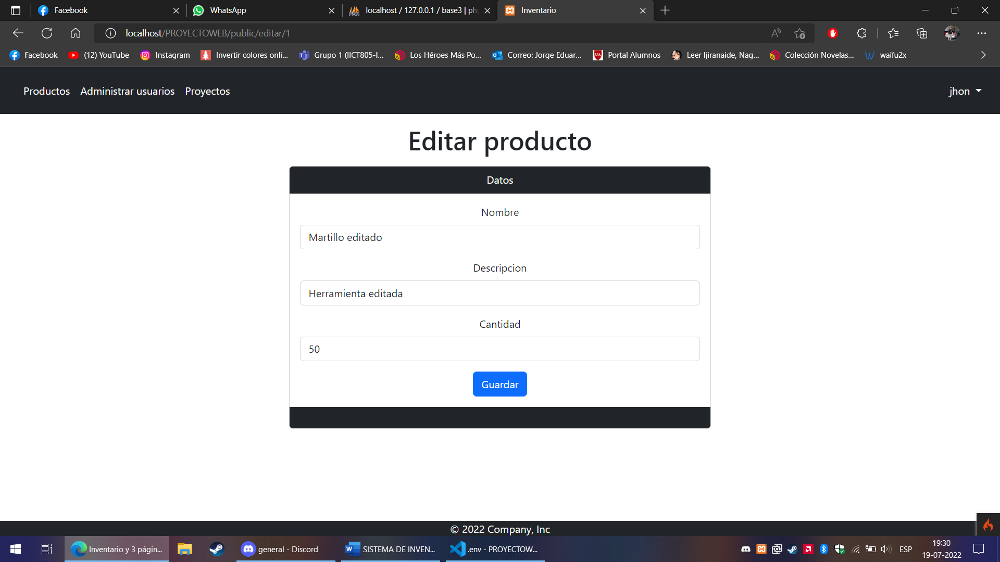 Facebook
WhatsApp
localhost / 127.0.0.1 / base3 | ph
Inventario
localhost/PROYECTOWEB/public/editar/1
Facebook
(12) YouTube
Instagram
Invertir colores onli...
Grupo 1 (IICT805-I...
Los Héroes Más Po...
Correo: Jorge Eduar...
Portal Alumnos
Leer Ijiranaide, Nag...
Colección Novelas...
waifu2x
Productos
Administrar usuarios
Proyectos
jhon
Editar producto
Datos
Nombre
Martillo editado
Descripcion
Herramienta editada
Cantidad
50
Guardar
© 2022 Company, Inc
Inventario y 3 págin...
general - Discord
SISTEMA DE INVEN...
.env - PROYECTOW...
ESP
19:30
19-07-2022